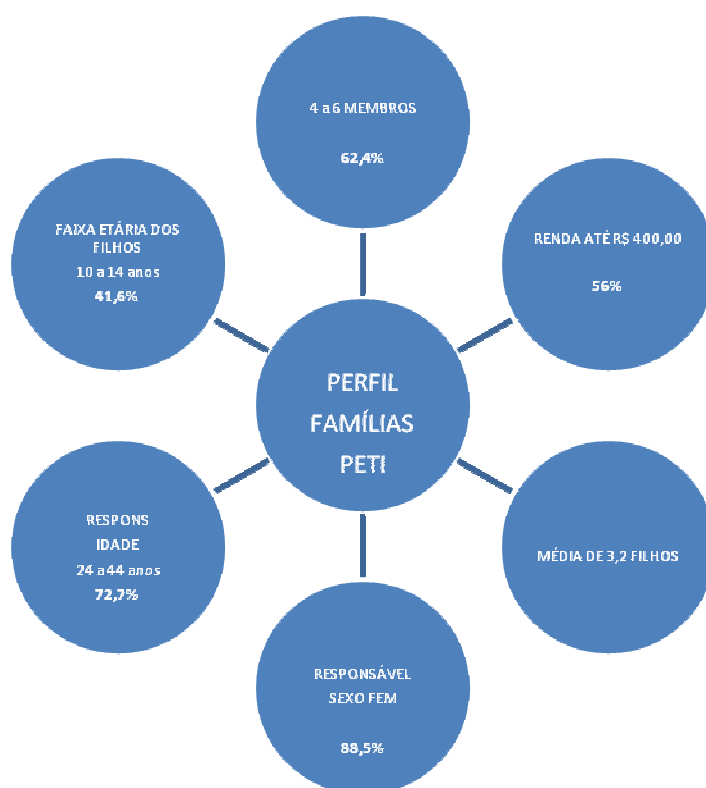 4 a 6 MEMBROS
62,4%
RENDA ATÉ R$ 400,00
56%
MÉDIA DE 3,2 FILHOS
RESPONSÁVEL
SEXO FEM
88,5%
RESPONS
IDADE
24 a 44 anos
72,7%
FAIXA ETÁRIA DOS
FILHOS
10 a 14 anos
41,6%
PERFIL
FAMÍLIAS
PETI